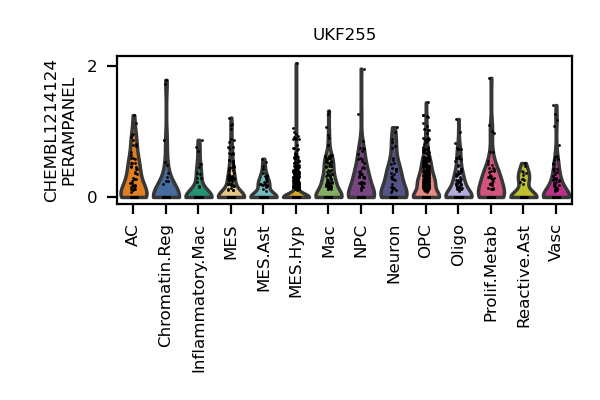 UKF255
CHEMBL1214124
PERAMPANEL
2
0
AC
Chromatin.Reg
Inflammatory.Mac
MES
MES.Ast
MES.Hyp
Mac
NPC
Neuron
OPC
Oligo
Prolif.Metab
Reactive.Ast
Vasc